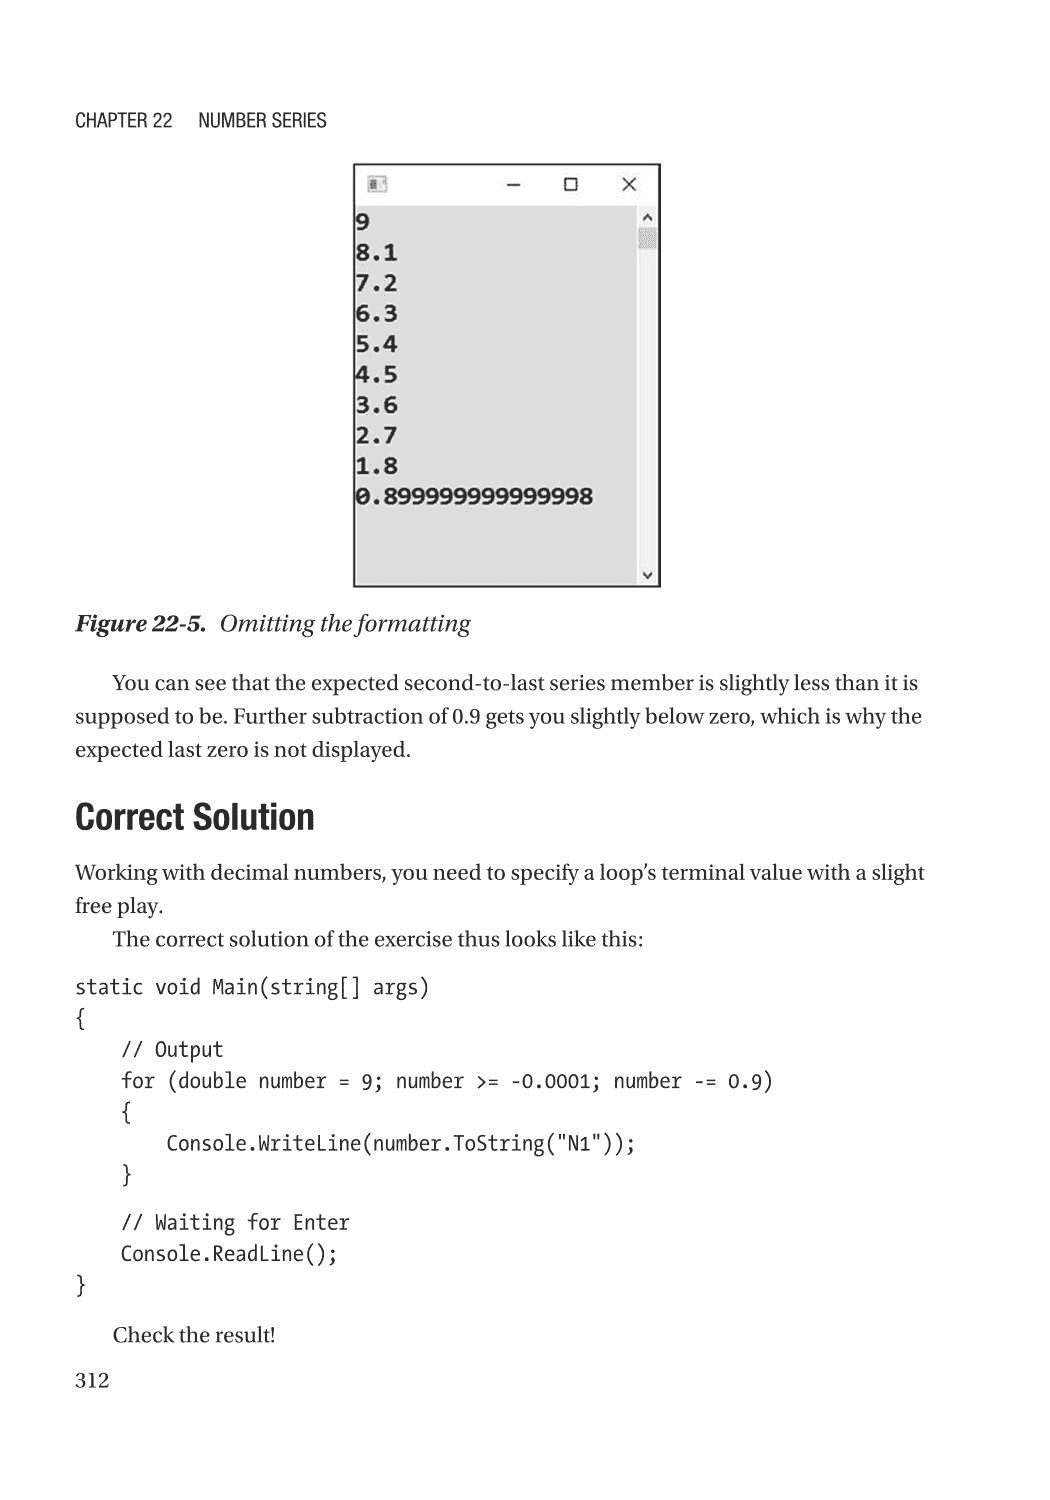 CHAPTER 22 NUMBER SERIES
9
8.1
7.2
6.3
5.4
4.5
3.6
2.7
1.8
0.899999999999998
Figure 22-5. Omitting the formatting
You can see that the expected second-to-last series member is slightly less than it is
supposed to be. Further subtraction of 0.9 gets you slightly below zero, which is why the
expected last zero is not displayed.
Correct Solution
Working with decimal numbers, you need to specify a loop’s terminal value with a slight
free play.
The correct solution of the exercise thus looks like this:
static void Main(string[] args)
{
// Output
for (double number = 9; number >= -0.0001; number -= 0.9)
{
Console.WriteLine(number.ToString("N1"));
}
// Waiting for Enter
Console.ReadLine();
}
Check the result!
312